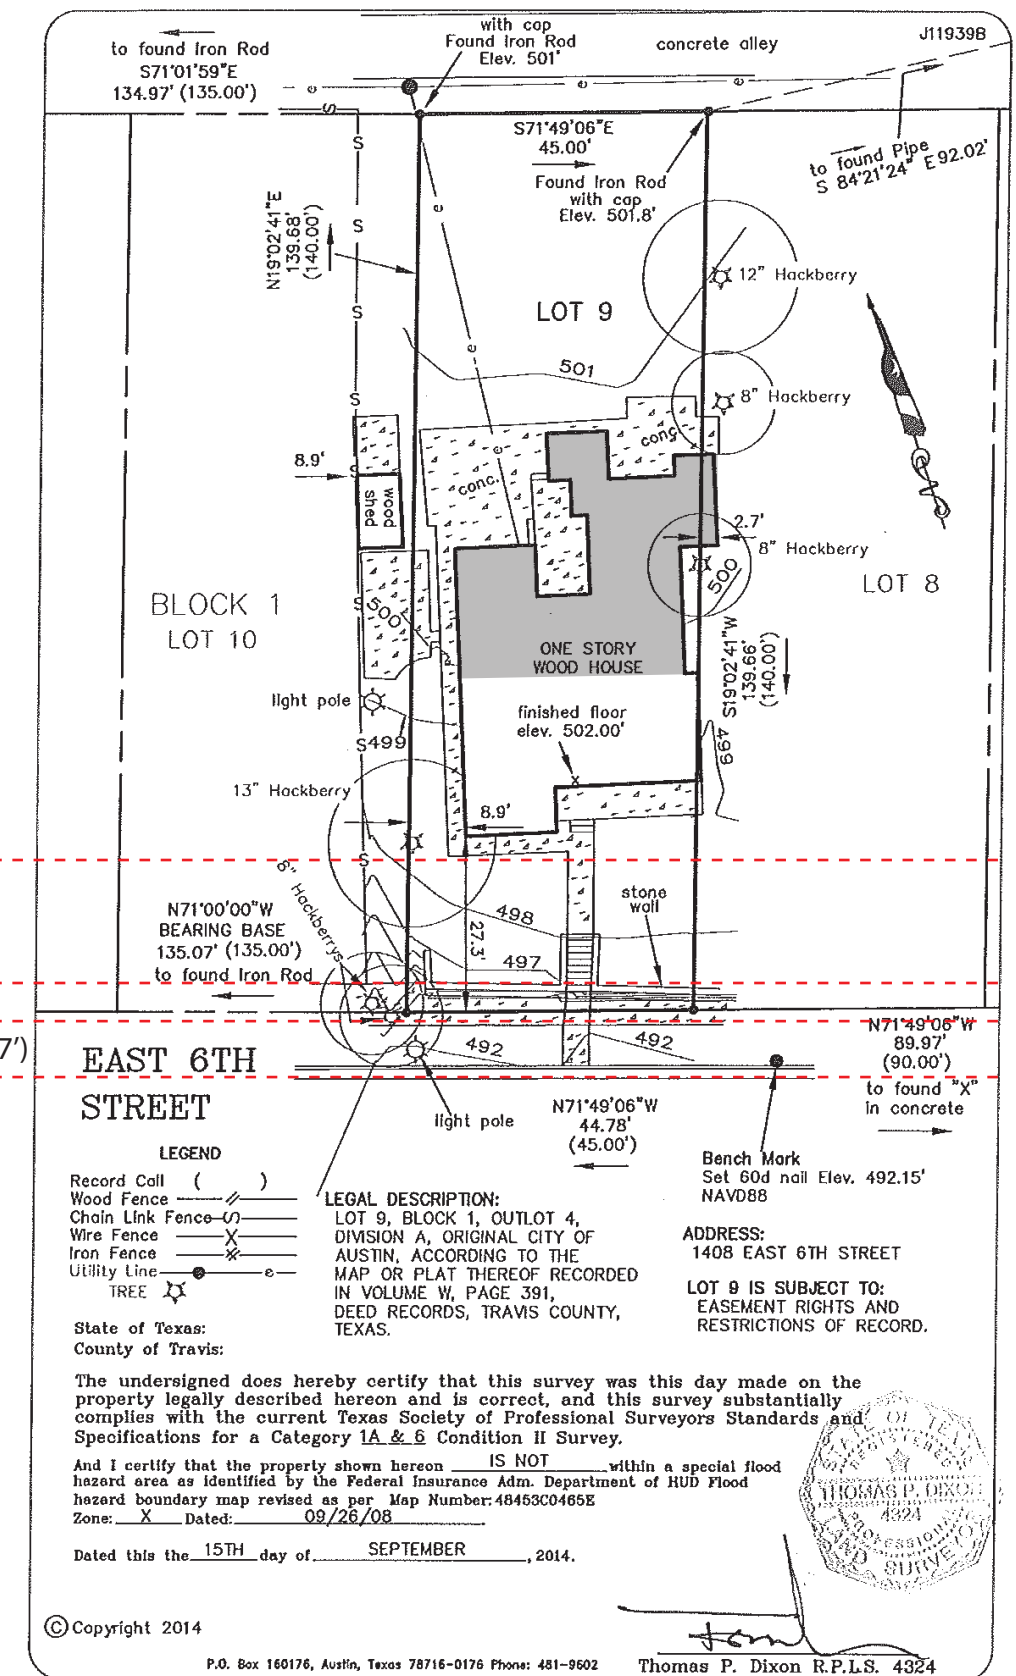 J119398
with cap
Found Iron Rod
Elev. 501'
concrete alley
to found Iron Rod
S71°01'59"E
134.97' (135.00')
S71°49'06"E
45.00'
Found Iron Rod
with cap
Elev. 501.8'
to found Pipe
S 84°21'24" E 92.02'
N19°02'41"E
139.68'
(140.00')
12" Hackberry
LOT 9
501
8" Hackberry
conc.
conc.
8.9'
wood
shed
2.7'
8" Hackberry
500
500
LOT 8
BLOCK 1
LOT 10
ONE STORY
WOOD HOUSE
S19°02'41"W
139.66'
(140.00')
light pole
finished floor
elev. 502.00'
x
499
499
13" Hackberry
8.9'
8" Hackberrys
stone
wall
498
27.3'
497
N71°00'00"W
BEARING BASE
135.07' (135.00')
to found Iron Rod
7')
EAST 6TH
STREET
492
492
N71°49'06"W
89.97'
(90.00')
to found "X"
in concrete
light pole
N71°49'06"W
44.78'
(45.00')
Bench Mark
Set 60d nail Elev. 492.15'
NAVD88
LEGEND
Record Call ( )
Wood Fence
Chain Link Fence S
Wire Fence X
Iron Fence
Utility Line e
TREE
LEGAL DESCRIPTION:
LOT 9, BLOCK 1, OUTLOT 4,
DIVISION A, ORIGINAL CITY OF
AUSTIN, ACCORDING TO THE
MAP OR PLAT THEREOF RECORDED
IN VOLUME W, PAGE 391,
DEED RECORDS, TRAVIS COUNTY,
TEXAS.
ADDRESS:
1408 EAST 6TH STREET
LOT 9 IS SUBJECT TO:
EASEMENT RIGHTS AND
RESTRICTIONS OF RECORD.
State of Texas:
County of Travis:
The undersigned does hereby certify that this survey was this day made on the
property legally described hereon and is correct, and this survey substantially
complies with the current Texas Society of Professional Surveyors Standards and
Specifications for a Category 1A & 6 Condition II Survey.
And I certify that the property shown hereon IS NOT within a special flood
hazard area as identified by the Federal Insurance Adm. Department of HUD Flood
hazard boundary map revised as per Map Number: 48453C0465E
Zone: X Dated: 09/26/08
Dated this the 15TH day of SEPTEMBER, 2014.
STATE OF TEXAS
REGISTERED
THOMAS P. DIXON
4324
PROFESSIONAL
LAND SURVEYOR
© Copyright 2014
P.O. Box 160176, Austin, Texas 78716-0176 Phone: 481-9602
Thomas P. Dixon R.P.L.S. 4324